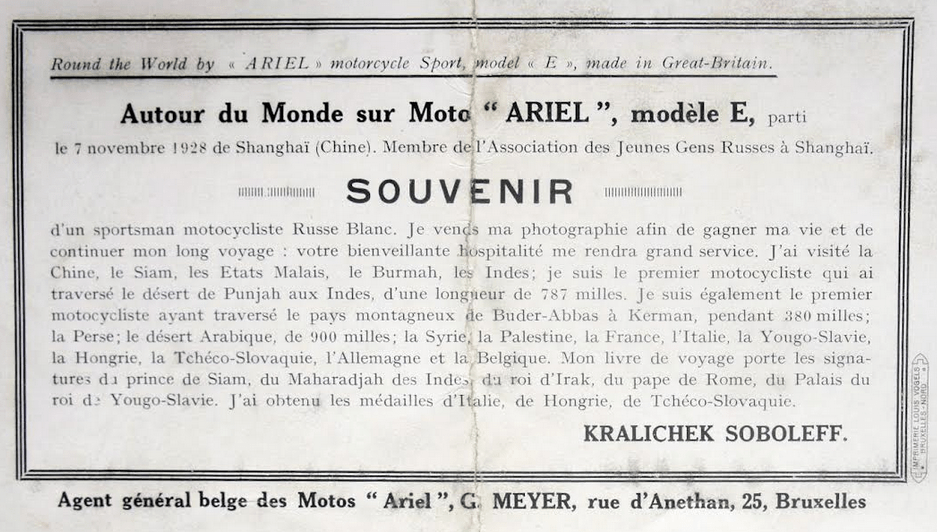 Round the World by « ARIEL » motorcycle Sport, model « E », made in Great-Britain.
Autour du Monde sur Moto “ ARIEL ”, modèle E, parti
le 7 novembre 1928 de Shanghaï (Chine). Membre de l'Association des Jeunes Gens Russes à Shanghaï.
SOUVENIR
d'un sportsman motocycliste Russe Blanc. Je vends ma photographie afin de gagner ma vie et de
continuer mon long voyage : votre bienveillante hospitalité me rendra grand service. J'ai visité la
Chine, le Siam, les Etats Malais, le Burmah, les Indes; je suis le premier motocycliste qui ai
traversé le désert de Punjah aux Indes, d'une longueur de 787 milles. Je suis également le premier
motocycliste ayant traversé le pays montagneux de Buder-Abbas à Kerman, pendant 380 milles;
la Perse; le désert Arabique, de 900 milles; la Syrie, la Palestine, la France, l'Italie, la Yougo-Slavie,
la Hongrie, la Tchéco-Slovaquie, l'Allemagne et la Belgique. Mon livre de voyage porte les signa-
tures du prince de Siam, du Maharadjah des Indes, du roi d'Irak, du pape de Rome, du Palais du
roi de Yougo-Slavie. J'ai obtenu les médailles d'Italie, de Hongrie, de Tchéco-Slovaquie.
KRALICHEK SOBOLEFF.
Agent général belge des Motos “ Ariel ”, G. MEYER, rue d'Anethan, 25, Bruxelles
IMPRIMERIE LOUIS VOGELS
BRUXELLES-NORD